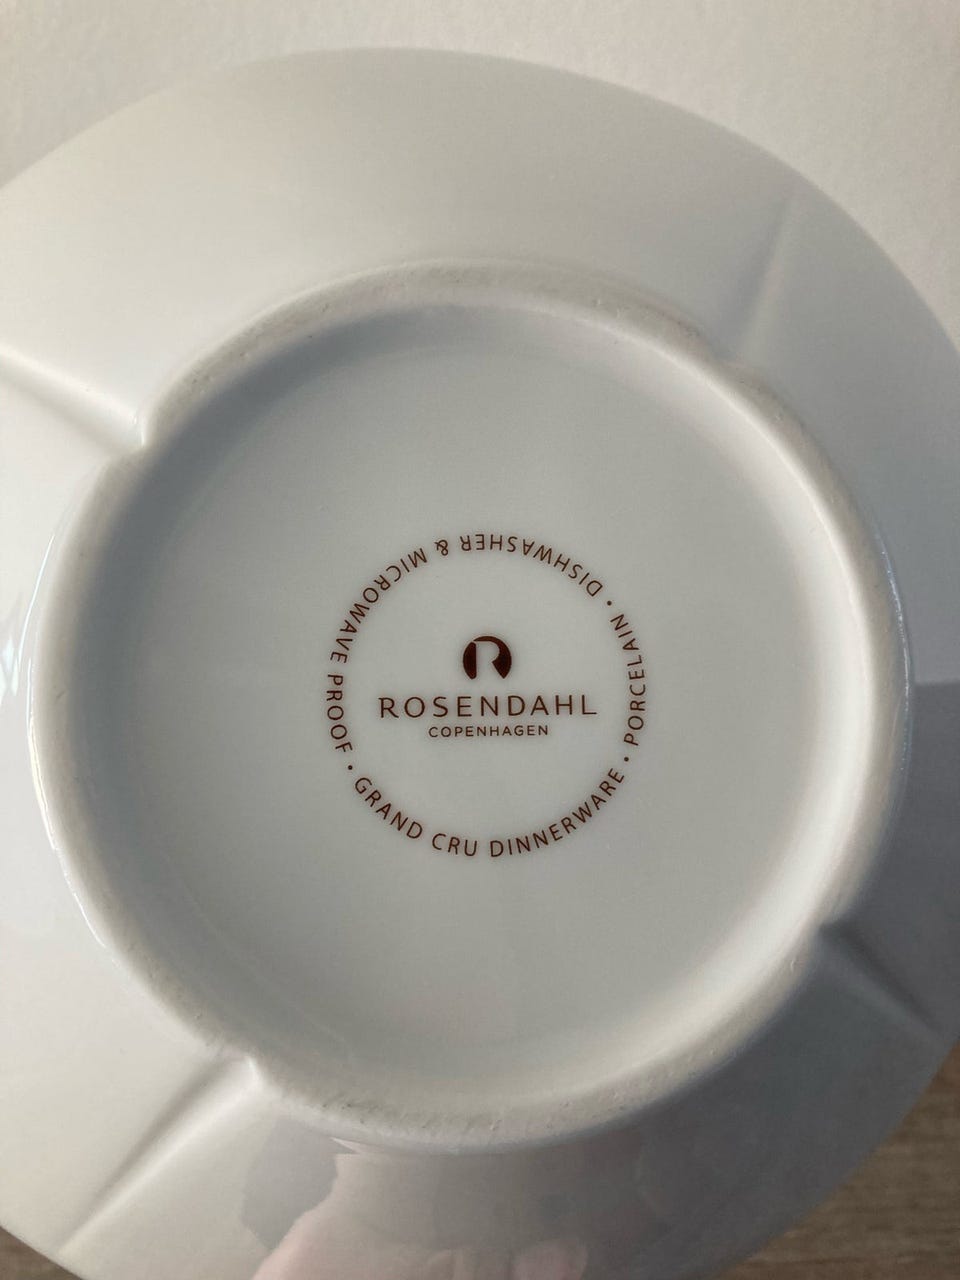 R
ROSENDAHL
COPENHAGEN
GRAND CRU DINNERWARE • PORCELAIN • DISHWASHER & MICROWAVE PROOF •